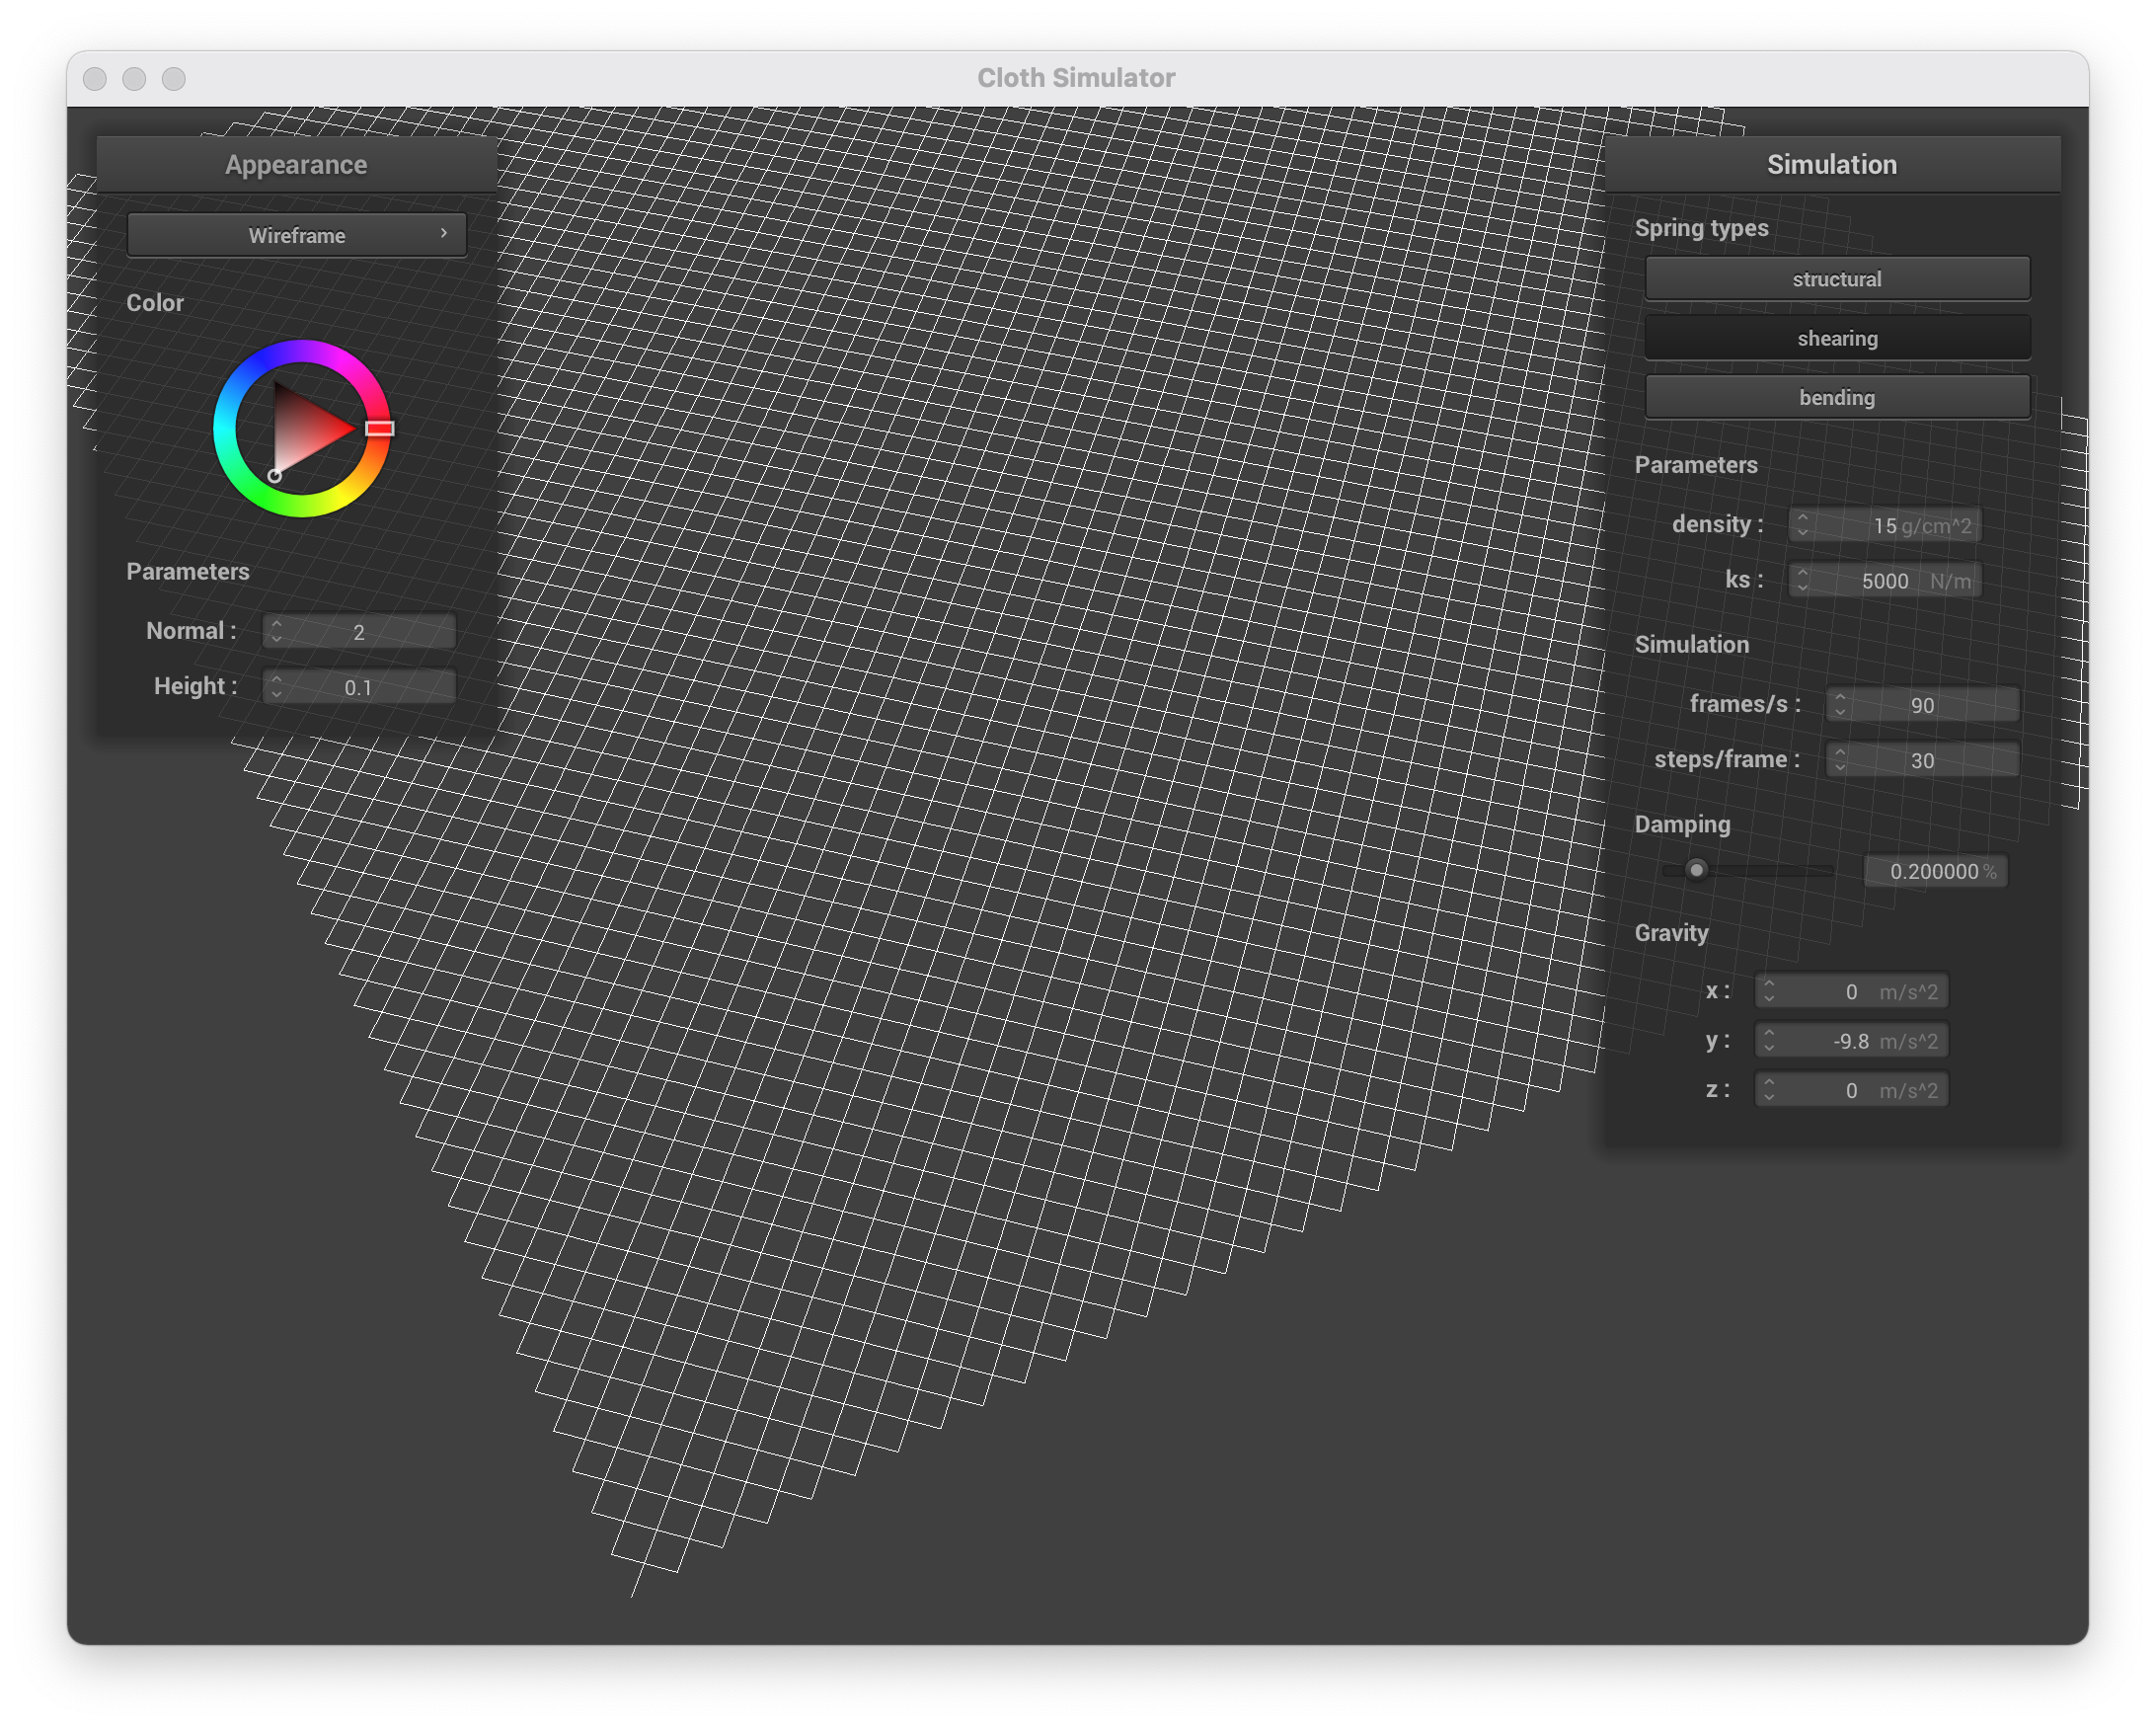 Cloth Simulator
Appearance
Wireframe
Color
Parameters
Normal : 2
Height : 0.1
Simulation
Spring types
structural
shearing
bending
Parameters
density : 15 g/cm^2
ks : 5000 N/m
Simulation
frames/s : 90
steps/frame : 30
Damping
0.200000 %
Gravity
x : 0 m/s^2
y : -9.8 m/s^2
z : 0 m/s^2